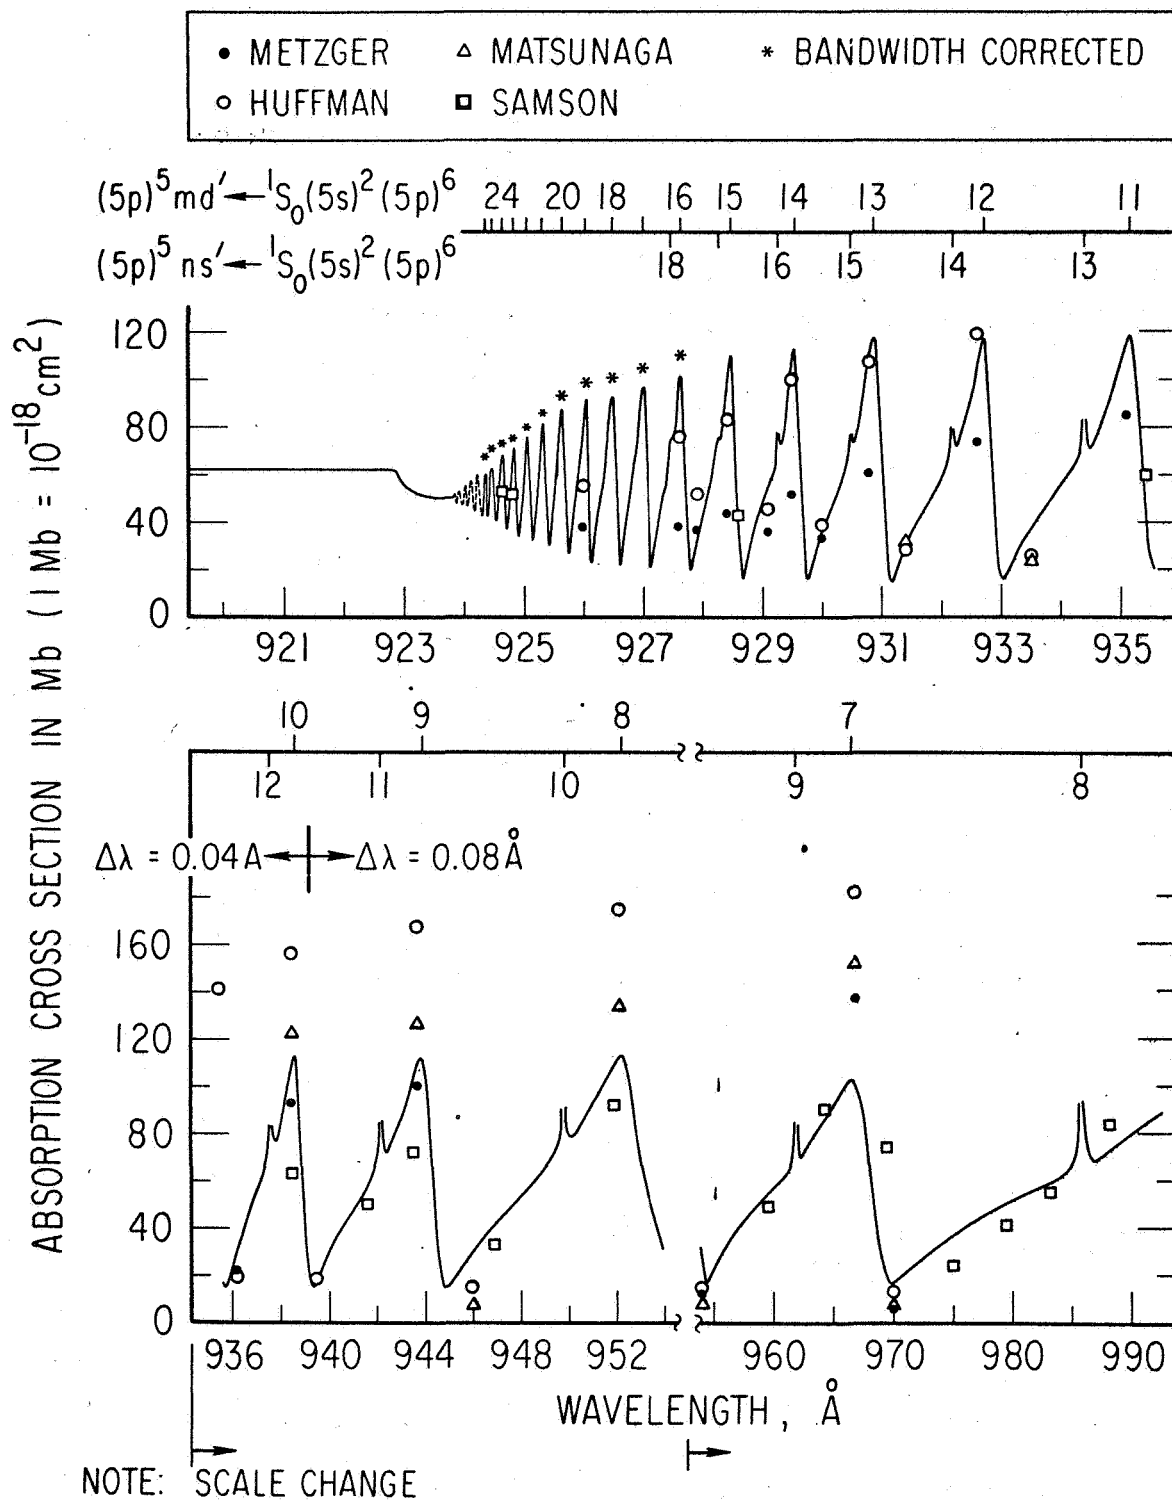 • METZGER △ MATSUNAGA * BANDWIDTH CORRECTED
○ HUFFMAN □ SAMSON
(5p)⁵md′←¹S₀(5s)²(5p)⁶ 24 20 18 16 15 14 13 12 11
(5p)⁵ns′←¹S₀(5s)²(5p)⁶ 18 16 15 14 13
ABSORPTION CROSS SECTION IN Mb (1 Mb = 10⁻¹⁸cm²)
120
80
40
0
921 923 925 927 929 931 933 935
10 9 8 7
12 11 10 9 8
Δλ = 0.04A Δλ = 0.08Å
160
120
80
40
0
936 940 944 948 952 960 970 980 990
WAVELENGTH, Å
NOTE: SCALE CHANGE